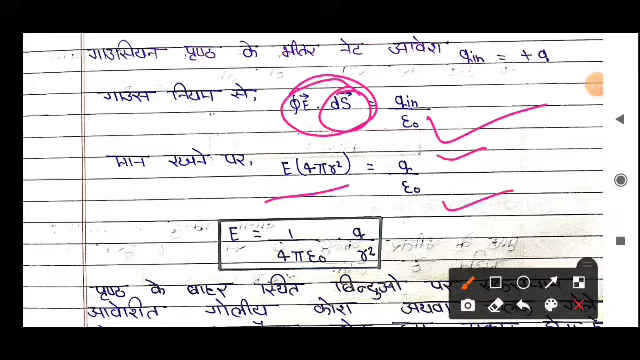 गाउसियन पृष्ठ के भीतर नेट आवेश qin = +q
गाउस नियम से, ∮E⃗ . dS⃗ = qin / ε₀
मान रखने पर, E(4πr²) = q / ε₀
E = 1 / 4πε₀ q / r²
पृष्ठ के बाहर स्थित बिन्दुओ पर
आवेशित गोलीय कोश अथवा